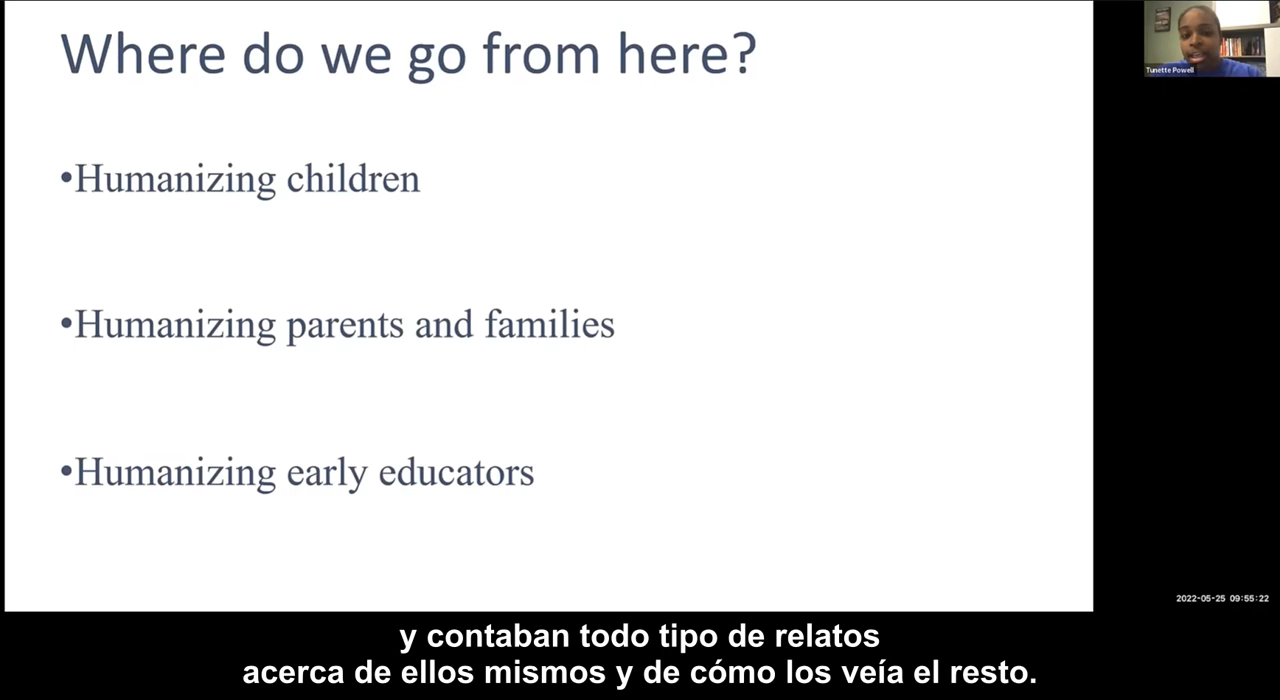 Where do we go from here?
•Humanizing children
•Humanizing parents and families
•Humanizing early educators
Tunette Powell
2022-05-25 09:55:22
y contaban todo tipo de relatos
acerca de ellos mismos y de cómo los veía el resto.